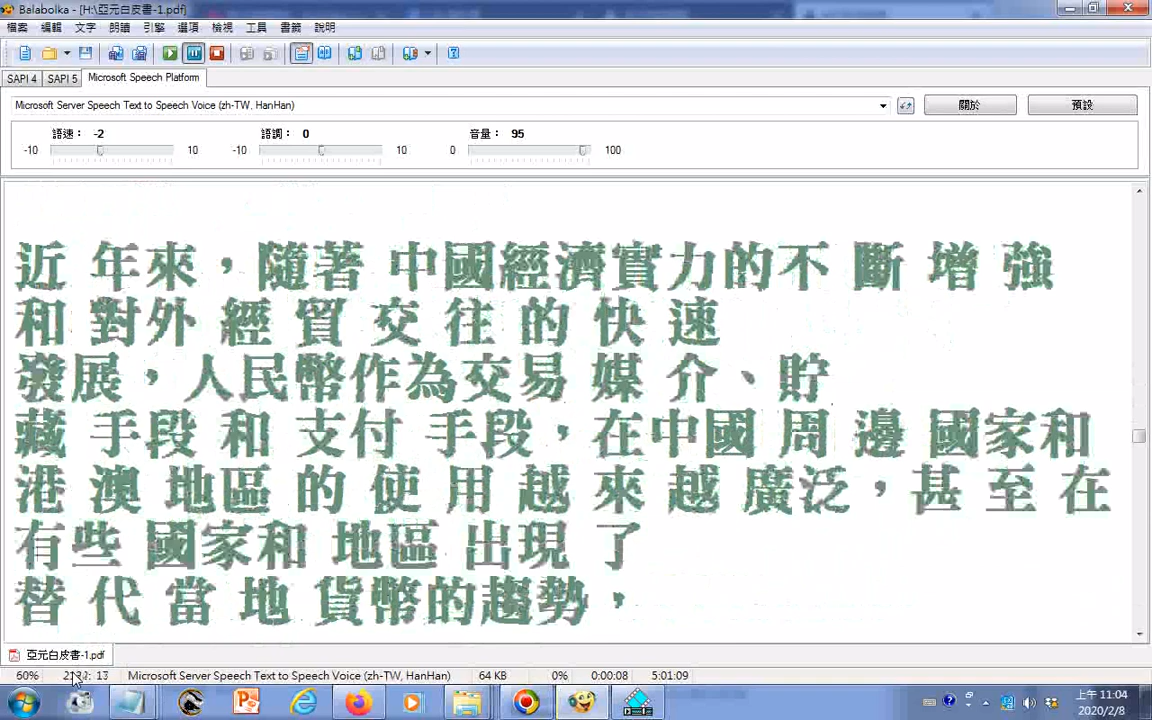 Balabolka - [H:\亞元白皮書-1.pdf]
檔案 編輯 文字 朗讀 引擎 選項 檢視 工具 書籤 說明
SAPI 4 SAPI 5 Microsoft Speech Platform
Microsoft Server Speech Text to Speech Voice (zh-TW, HanHan) 關於 預設
語速： -2 語調： 0 音量： 95
-10 10 -10 10 0 100
近 年來，隨著 中國經濟實力的不 斷 增 強
和 對外 經 貿 交 往 的 快 速
發展，人民幣作為交易 媒 介、貯
藏 手段 和 支付 手段，在中國 周 邊 國家和
港 澳 地區 的 使 用 越 來 越 廣泛，甚 至 在
有些 國家和 地區 出現 了
替 代 當 地 貨幣的趨勢，
亞元白皮書-1.pdf
60% 13 Microsoft Server Speech Text to Speech Voice (zh-TW, HanHan) 64 KB 0% 0:00:08 5:01:09
上午 11:04
2020/2/8